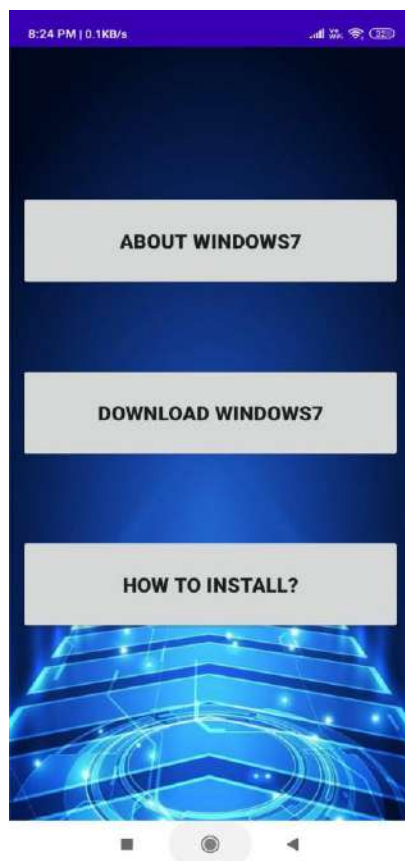 8:24 PM | 0.1KB/s
ABOUT WINDOWS7
DOWNLOAD WINDOWS7
HOW TO INSTALL?